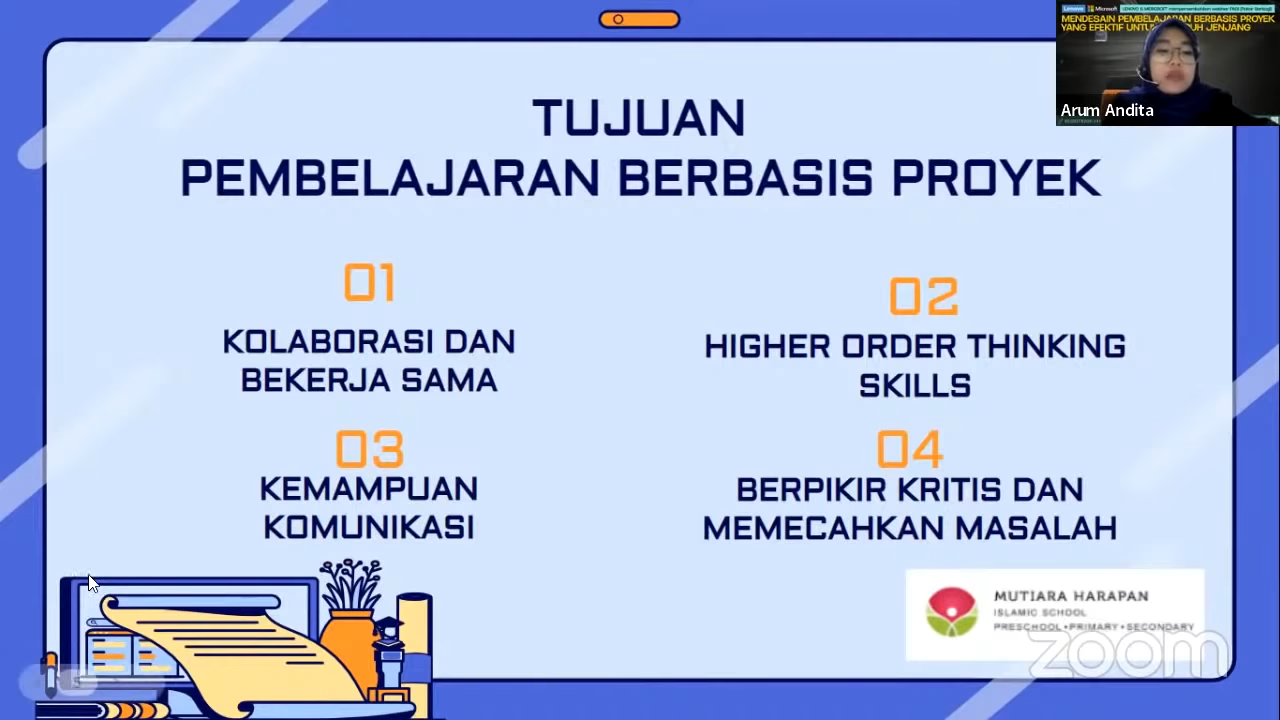 Lenovo Microsoft
MENDESAIN PEMBELAJARAN BERBASIS PROYEK
YANG EFEKTIF JENJANG
Arum Andita
TUJUAN
PEMBELAJARAN BERBASIS PROYEK
01
KOLABORASI DAN
BEKERJA SAMA
02
HIGHER ORDER THINKING
SKILLS
03
KEMAMPUAN
KOMUNIKASI
04
BERPIKIR KRITIS DAN
MEMECAHKAN MASALAH
MUTIARA HARAPAN
ISLAMIC SCHOOL
PRESCHOOL•PRIMARY•SECONDARY
zoom